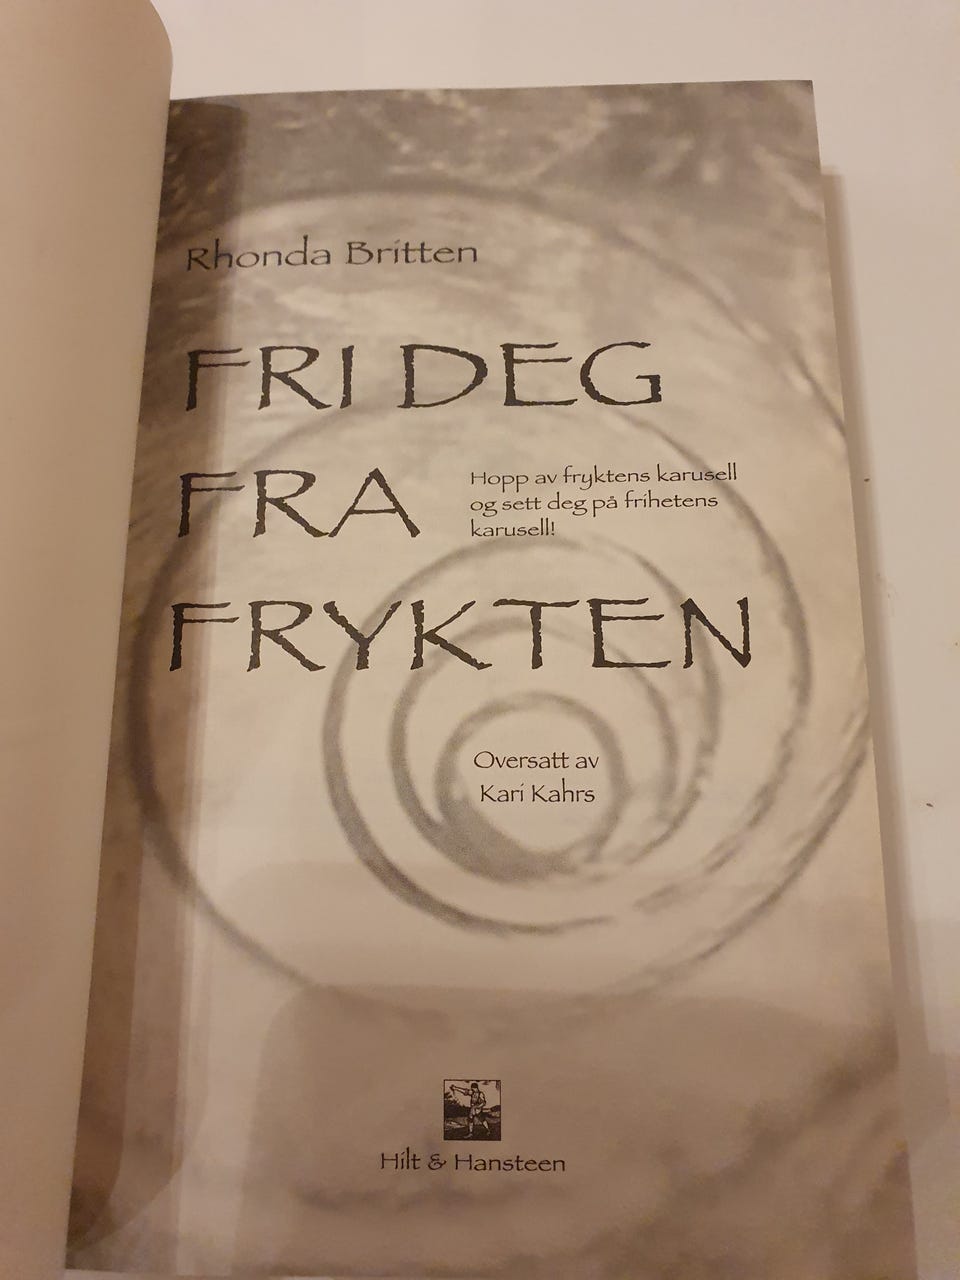 Rhonda Britten
FRI DEG
FRA
Hopp av fryktens karusell
og sett deg på frihetens
karusell!
FRYKTEN
Oversatt av
Kari Kahrs
Hilt & Hansteen